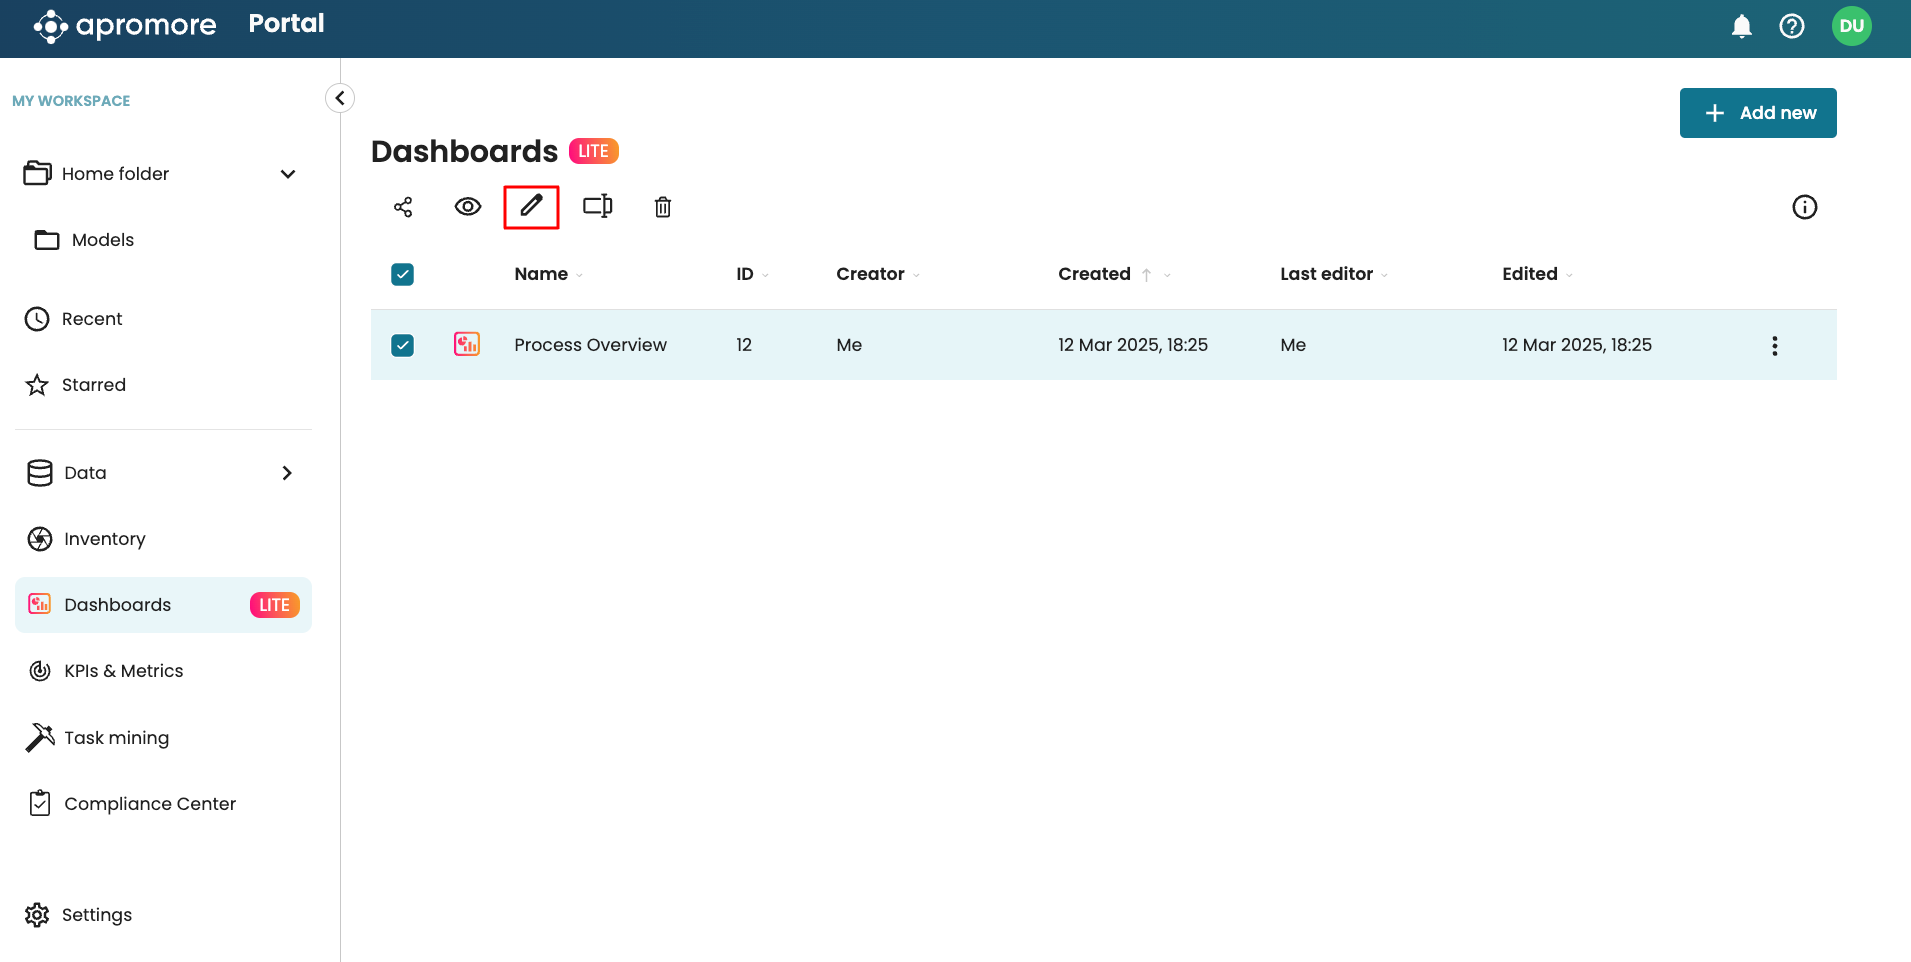 apromore Portal DU
MY WORKSPACE
Add new
Dashboards LITE
Home folder
Models
Name ID Creator Created Last editor Edited
Recent
Process Overview 12 Me 12 Mar 2025, 18:25 Me 12 Mar 2025, 18:25
Starred
Data
Inventory
Dashboards LITE
KPIs & Metrics
Task mining
Compliance Center
Settings